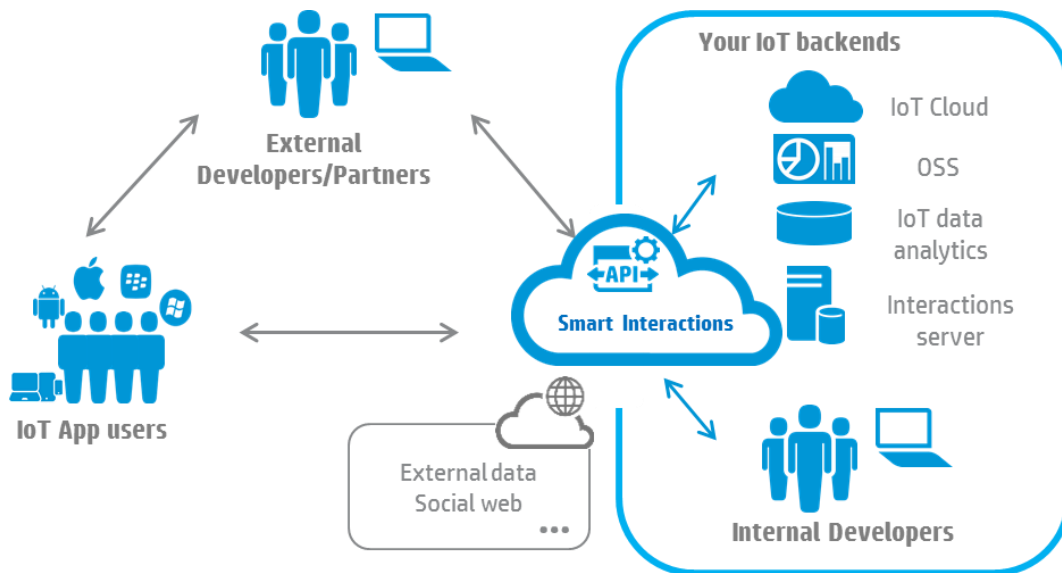 Your IoT backends
IoT Cloud
OSS
IoT data
analytics
Interactions
server
External
Developers/Partners
API
Smart Interactions
IoT App users
External data
Social web
Internal Developers